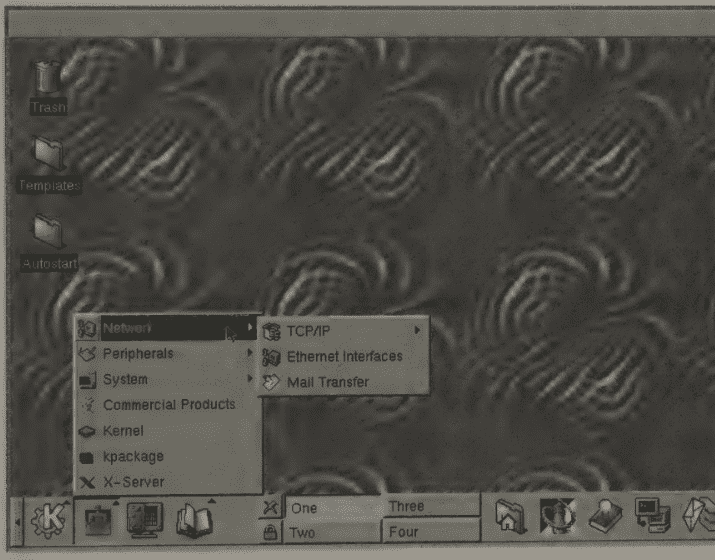 Trash
Templates
Autostart
Network
Peripherals
System
Commercial Products
Kernel
kpackage
X-Server
TCP/IP
Ethernet Interfaces
Mail Transfer
K
One
Two
Three
Four